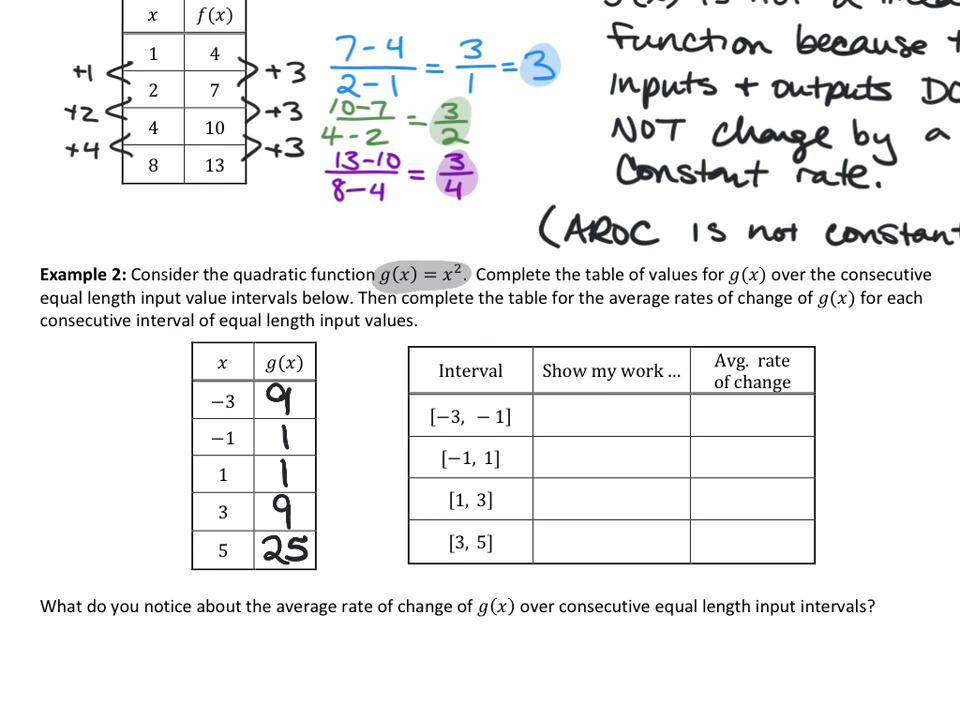 x f(x)
1 4
2 7
4 10
8 13
+1
+2
+4
+3
+3
+3
7-4/2-1 = 3/1 = 3
10-7/4-2 = 3/2
13-10/8-4 = 3/4
function because
inputs + outputs DO
NOT change by a
constant rate.
(AROC is not constant
Example 2: Consider the quadratic function g(x) = x². Complete the table of values for g(x) over the consecutive
equal length input value intervals below. Then complete the table for the average rates of change of g(x) for each
consecutive interval of equal length input values.
x g(x)
−3 9
−1 1
1 1
3 9
5 25
Interval Show my work ... Avg. rate of change
[−3, − 1]
[−1, 1]
[1, 3]
[3, 5]
What do you notice about the average rate of change of g(x) over consecutive equal length input intervals?